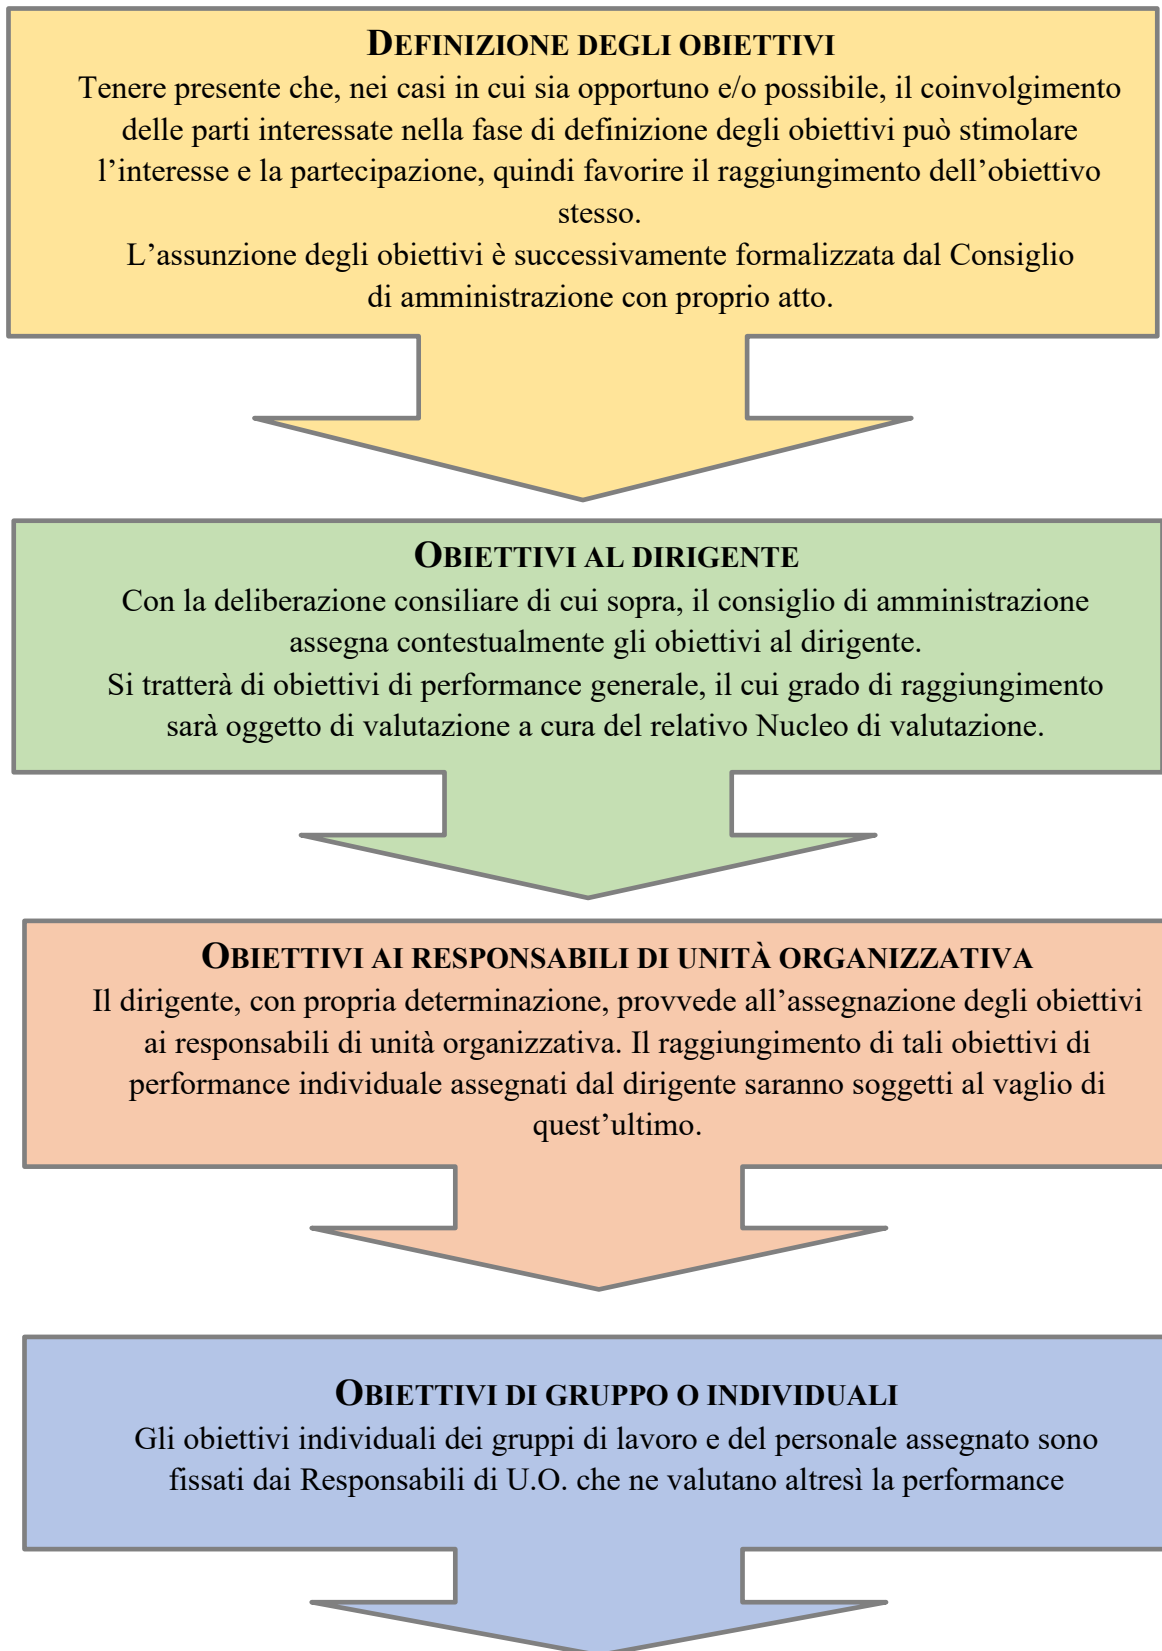 DEFINIZIONE DEGLI OBIETTIVI
Tenere presente che, nei casi in cui sia opportuno e/o possibile, il coinvolgimento
delle parti interessate nella fase di definizione degli obiettivi può stimolare
l’interesse e la partecipazione, quindi favorire il raggiungimento dell’obiettivo
stesso.
L’assunzione degli obiettivi è successivamente formalizzata dal Consiglio
di amministrazione con proprio atto.
OBIETTIVI AL DIRIGENTE
Con la deliberazione consiliare di cui sopra, il consiglio di amministrazione
assegna contestualmente gli obiettivi al dirigente.
Si tratterà di obiettivi di performance generale, il cui grado di raggiungimento
sarà oggetto di valutazione a cura del relativo Nucleo di valutazione.
OBIETTIVI AI RESPONSABILI DI UNITÀ ORGANIZZATIVA
Il dirigente, con propria determinazione, provvede all’assegnazione degli obiettivi
ai responsabili di unità organizzativa. Il raggiungimento di tali obiettivi di
performance individuale assegnati dal dirigente saranno soggetti al vaglio di
quest’ultimo.
OBIETTIVI DI GRUPPO O INDIVIDUALI
Gli obiettivi individuali dei gruppi di lavoro e del personale assegnato sono
fissati dai Responsabili di U.O. che ne valutano altresì la performance